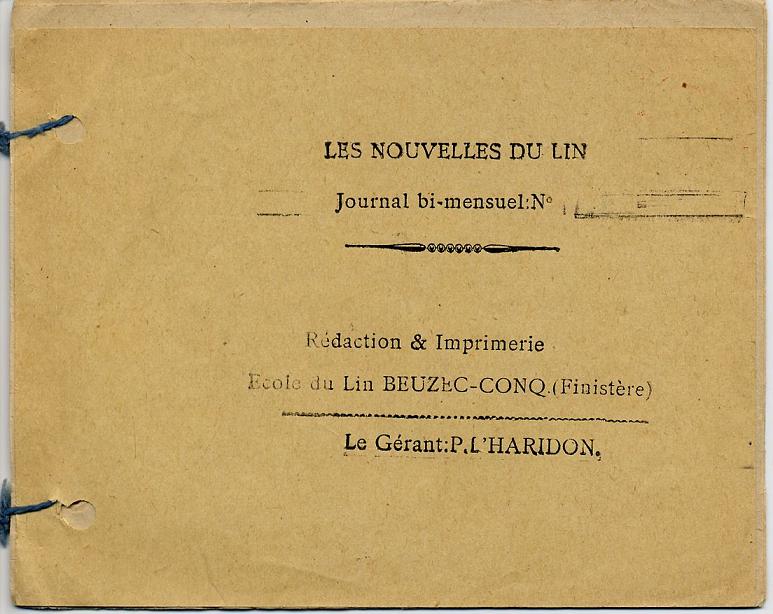 LES NOUVELLES DU LIN
Journal bi-mensuel:N°
Rédaction & Imprimerie
Ecole du Lin BEUZEC-CONQ.(Finistère)
Le Gérant:P.L'HARIDON.